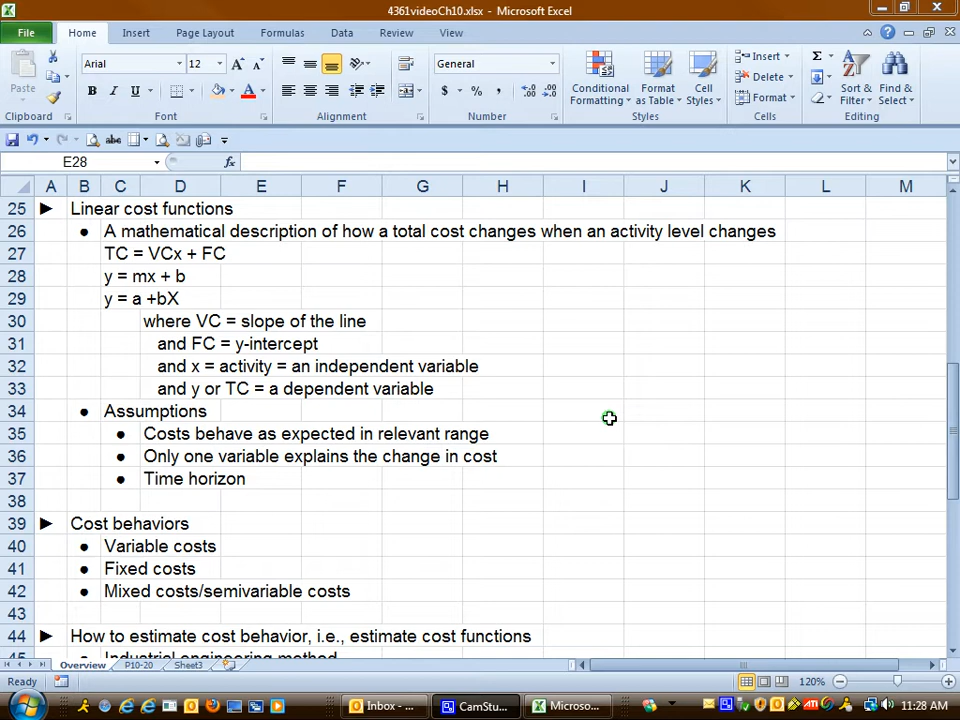 4361videoCh10.xlsx - Microsoft Excel
File Home Insert Page Layout Formulas Data Review View
Paste
Arial 12
B I U A
General
$ % ,
Conditional Formatting
Format as Table
Cell Styles
Insert
Delete
Format
Σ
Sort & Filter
Find & Select
Clipboard Font Alignment Number Styles Cells Editing
E28 fx
A B C D E F G H I J K L M
25 ► Linear cost functions
26 ● A mathematical description of how a total cost changes when an activity level changes
27 TC = VCx + FC
28 y = mx + b
29 y = a +bX
30 where VC = slope of the line
31 and FC = y-intercept
32 and x = activity = an independent variable
33 and y or TC = a dependent variable
34 ● Assumptions
35 ● Costs behave as expected in relevant range
36 ● Only one variable explains the change in cost
37 ● Time horizon
38
39 ► Cost behaviors
40 ● Variable costs
41 ● Fixed costs
42 ● Mixed costs/semivariable costs
43
44 ► How to estimate cost behavior, i.e., estimate cost functions
45 ● Industrial engineering method
Overview P10-20 Sheet3
Ready 120%
Inbox - ... CamStu... Microso... 11:28 AM